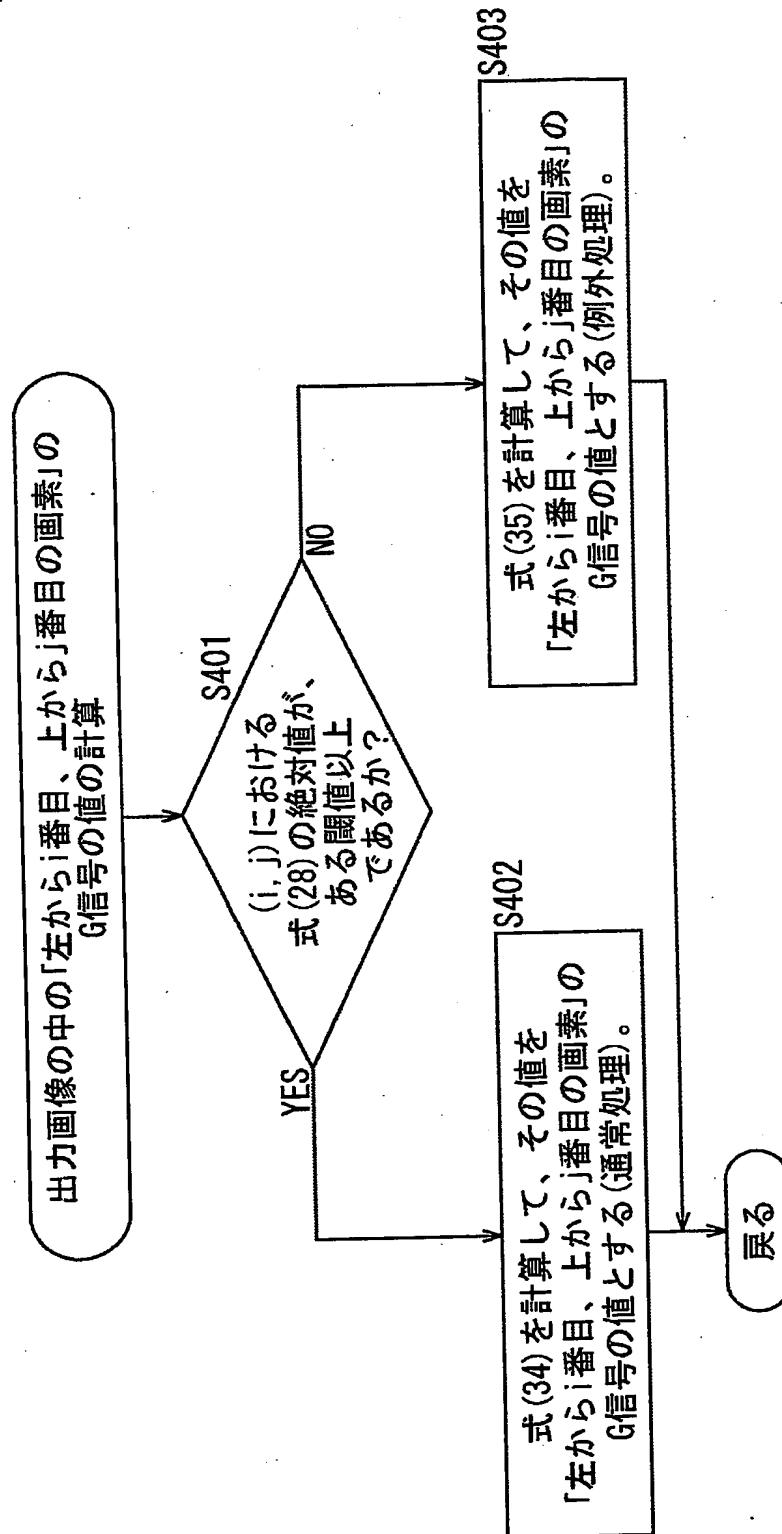 出力画像の中の「左からi番目、上からj番目の画素」の
G信号の値の計算
S401
(i, j)における
式(28)の絶対値が、
ある閾値以上
であるか?
YES
NO
S402
式(34)を計算して、その値を
「左からi番目、上からj番目の画素」の
G信号の値とする(通常処理)。
S403
式(35)を計算して、その値を
「左からi番目、上からj番目の画素」の
G信号の値とする(例外処理)。
戻る